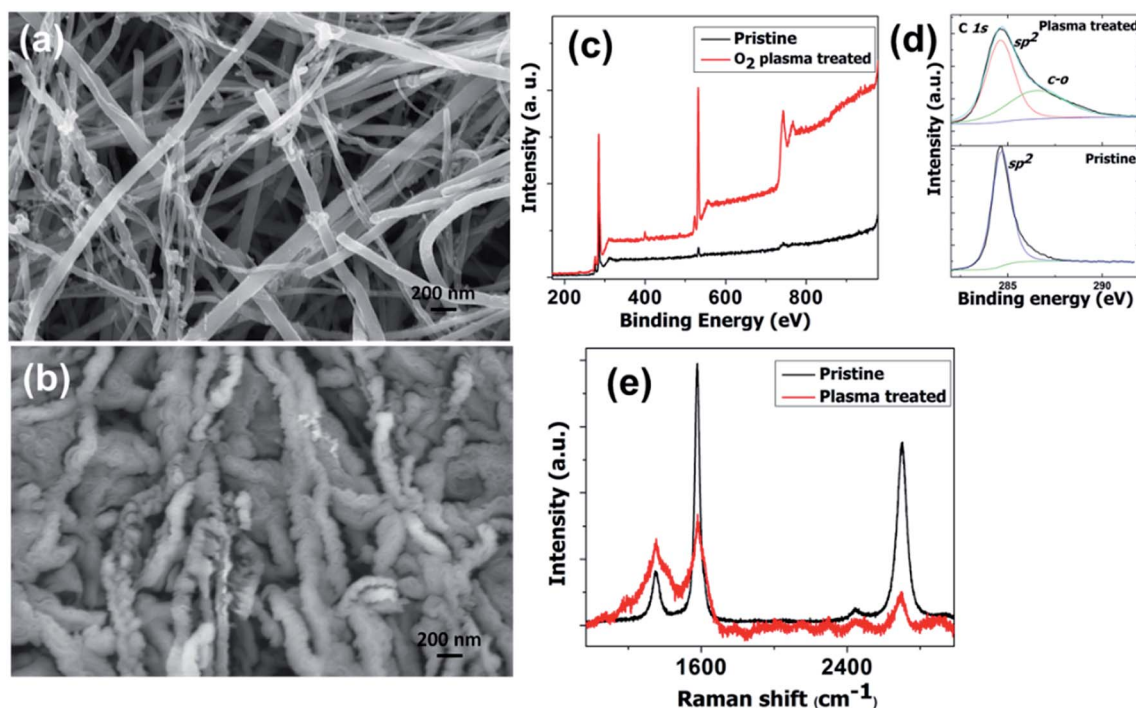 (a)
200 nm
(b)
200 nm
(c)
Pristine
O2 plasma treated
Intensity (a. u.)
200 400 600 800
Binding Energy (eV)
(d)
C 1s
Plasma treated
sp2
c-o
Pristine
sp2
Intensity (a.u.)
285 290
Binding energy (eV)
(e)
Pristine
Plasma treated
Intensity (a.u.)
1600 2400
Raman shift (cm-1)